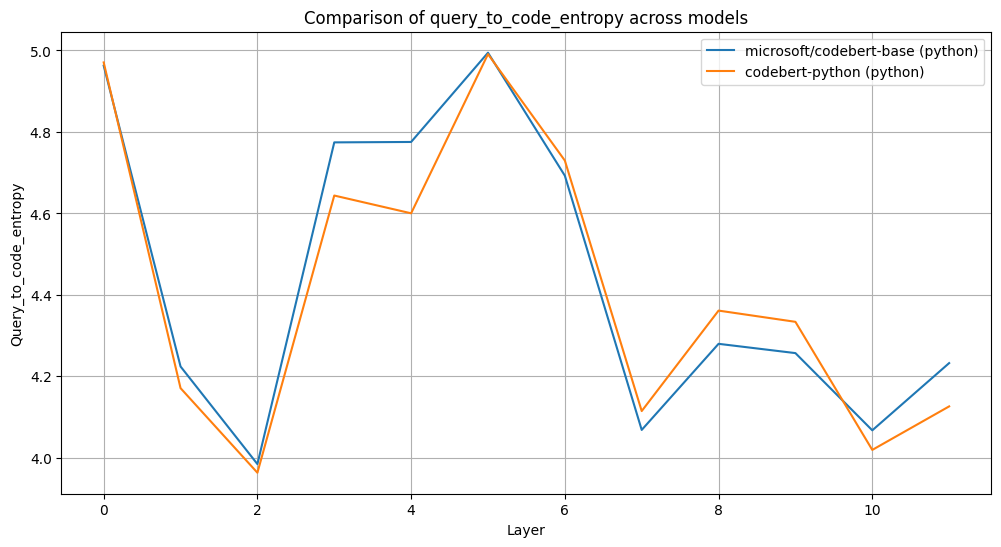 Comparison of query_to_code_entropy across models
microsoft/codebert-base (python)
codebert-python (python)
Query_to_code_entropy
5.0
4.8
4.6
4.4
4.2
4.0
0 2 4 6 8 10
Layer